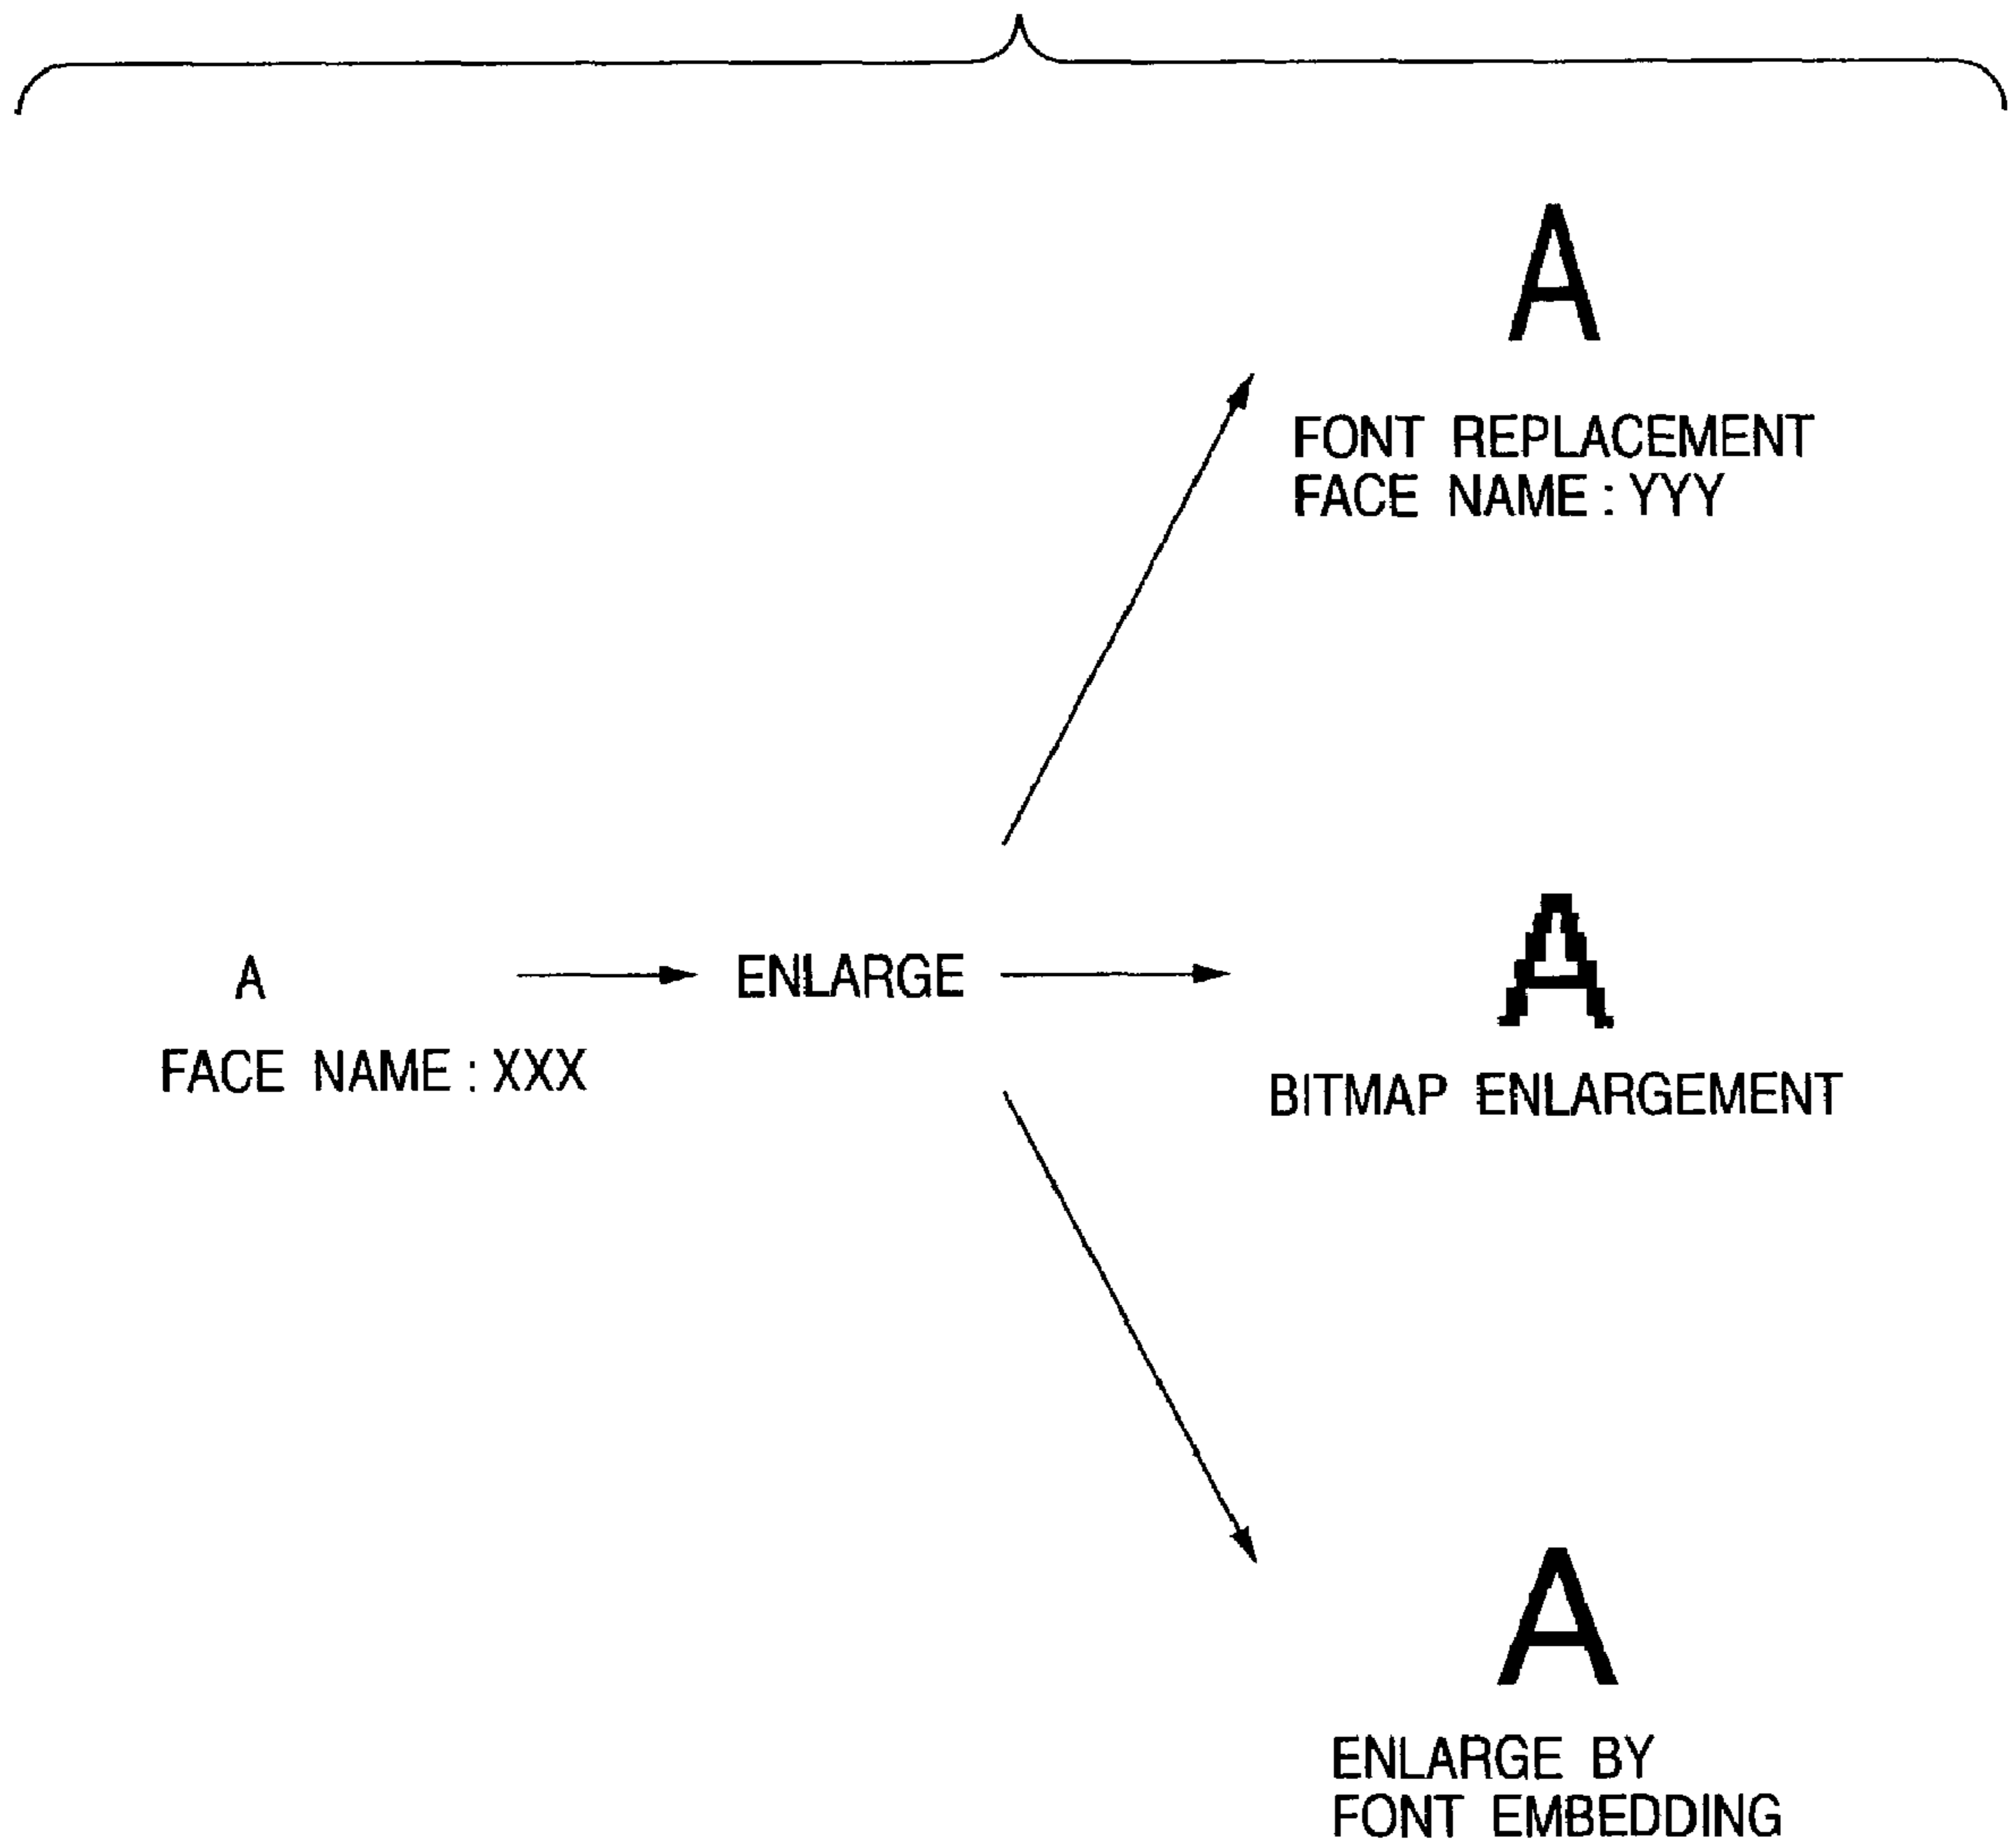 A
FONT REPLACEMENT
FACE NAME : YYY
A
FACE NAME : XXX
ENLARGE
A
BITMAP ENLARGEMENT
A
ENLARGE BY
FONT EMBEDDING